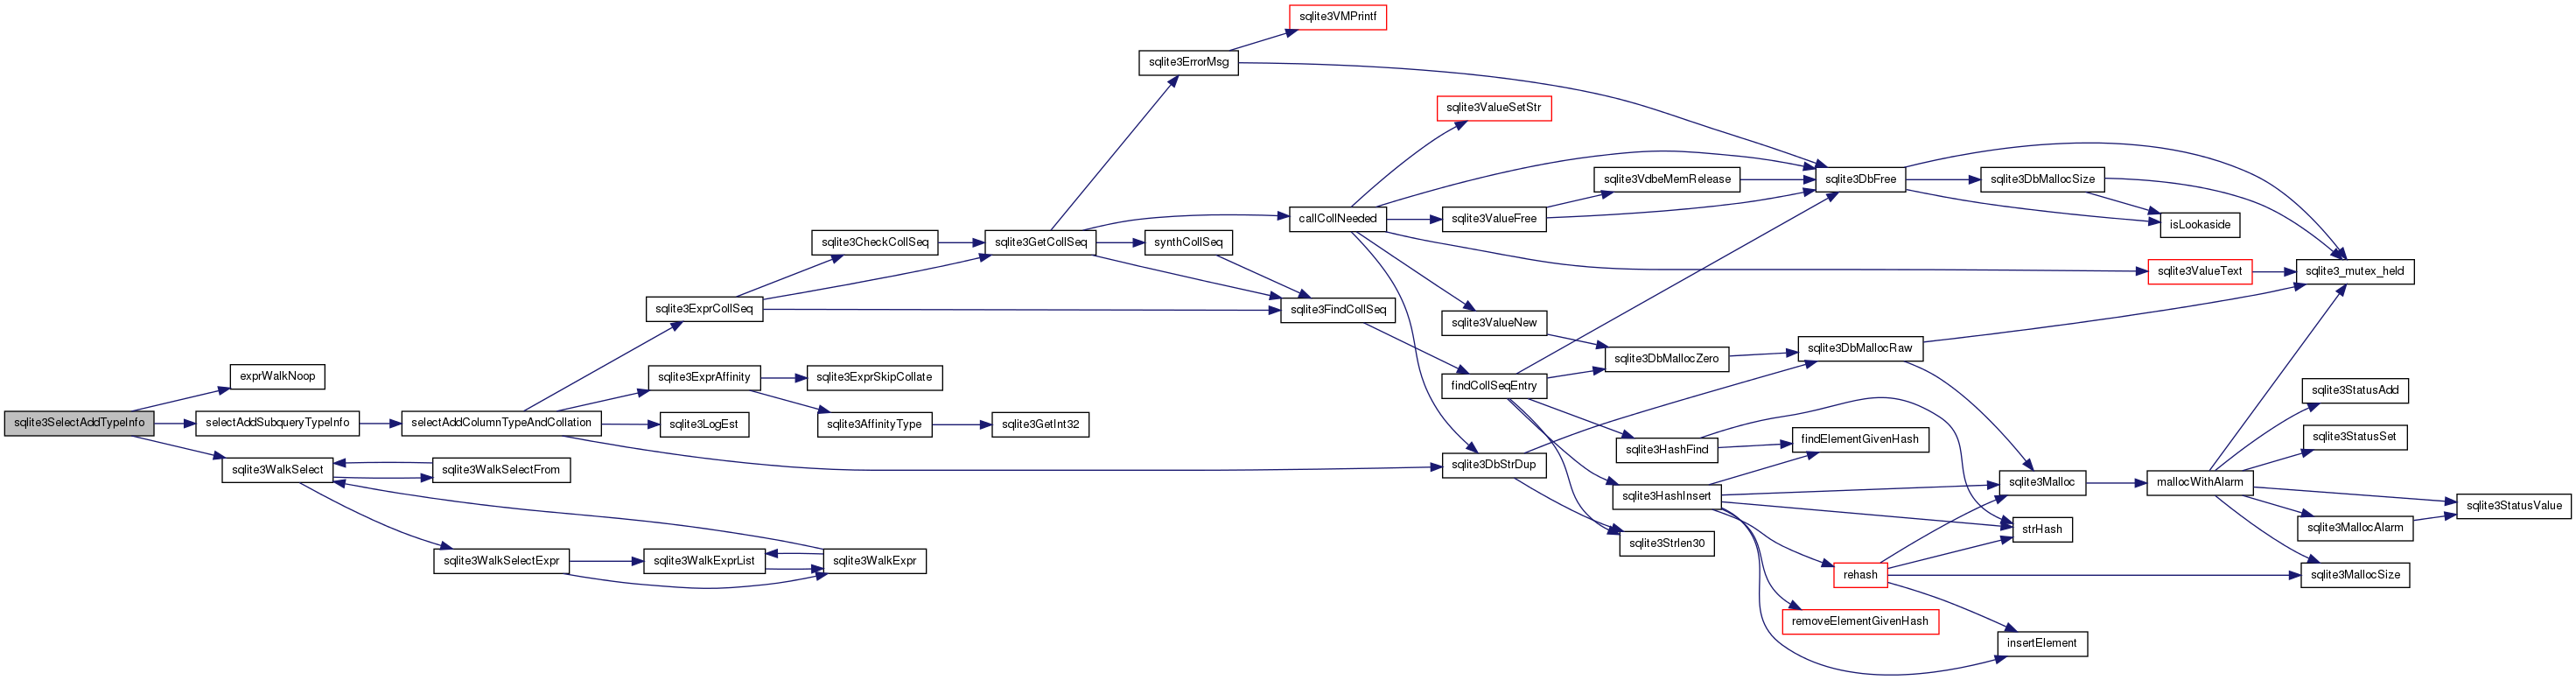 sqlite3SelectAddTypeInfo
exprWalkNoop
selectAddSubqueryTypeInfo
sqlite3WalkSelect
selectAddColumnTypeAndCollation
sqlite3WalkSelectFrom
sqlite3WalkSelectExpr
sqlite3ExprCollSeq
sqlite3ExprAffinity
sqlite3LogEst
sqlite3WalkExprList
sqlite3CheckCollSeq
sqlite3ExprSkipCollate
sqlite3AffinityType
sqlite3WalkExpr
sqlite3GetCollSeq
sqlite3GetInt32
sqlite3ErrorMsg
synthCollSeq
sqlite3VMPrintf
callCollNeeded
sqlite3FindCollSeq
sqlite3ValueSetStr
sqlite3ValueFree
sqlite3ValueNew
findCollSeqEntry
sqlite3DbStrDup
sqlite3VdbeMemRelease
sqlite3DbMallocZero
sqlite3HashFind
sqlite3HashInsert
sqlite3Strlen30
sqlite3DbFree
sqlite3DbMallocRaw
findElementGivenHash
rehash
removeElementGivenHash
sqlite3DbMallocSize
sqlite3Malloc
strHash
insertElement
isLookaside
sqlite3ValueText
mallocWithAlarm
sqlite3_mutex_held
sqlite3StatusAdd
sqlite3StatusSet
sqlite3MallocAlarm
sqlite3MallocSize
sqlite3StatusValue